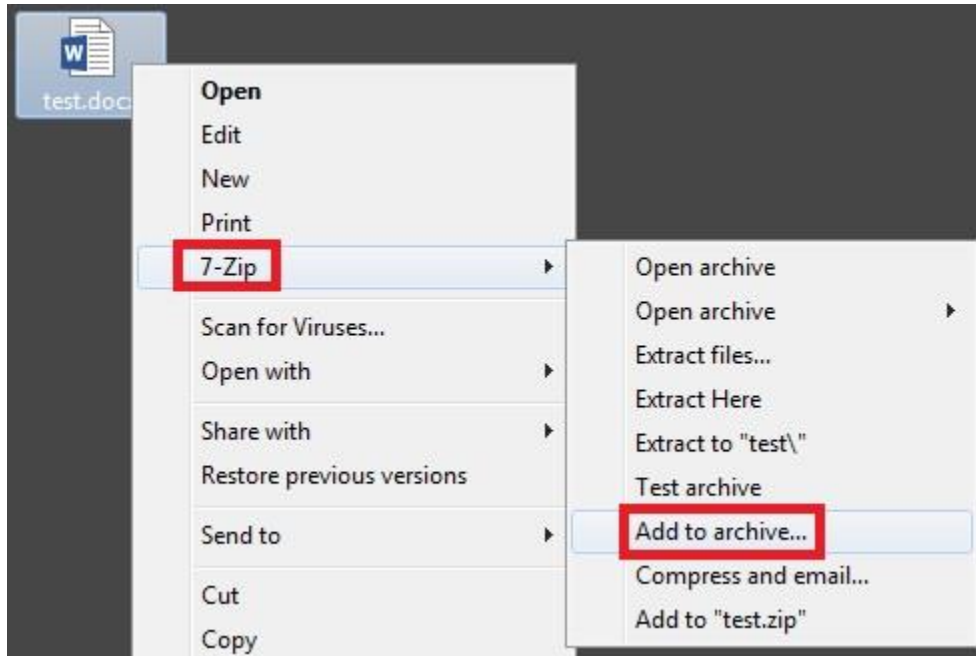 W
test.docx
Open
Edit
New
Print
7-Zip
Scan for Viruses...
Open with
Share with
Restore previous versions
Send to
Cut
Copy
Open archive
Open archive
Extract files...
Extract Here
Extract to "test\"
Test archive
Add to archive...
Compress and email...
Add to "test.zip"